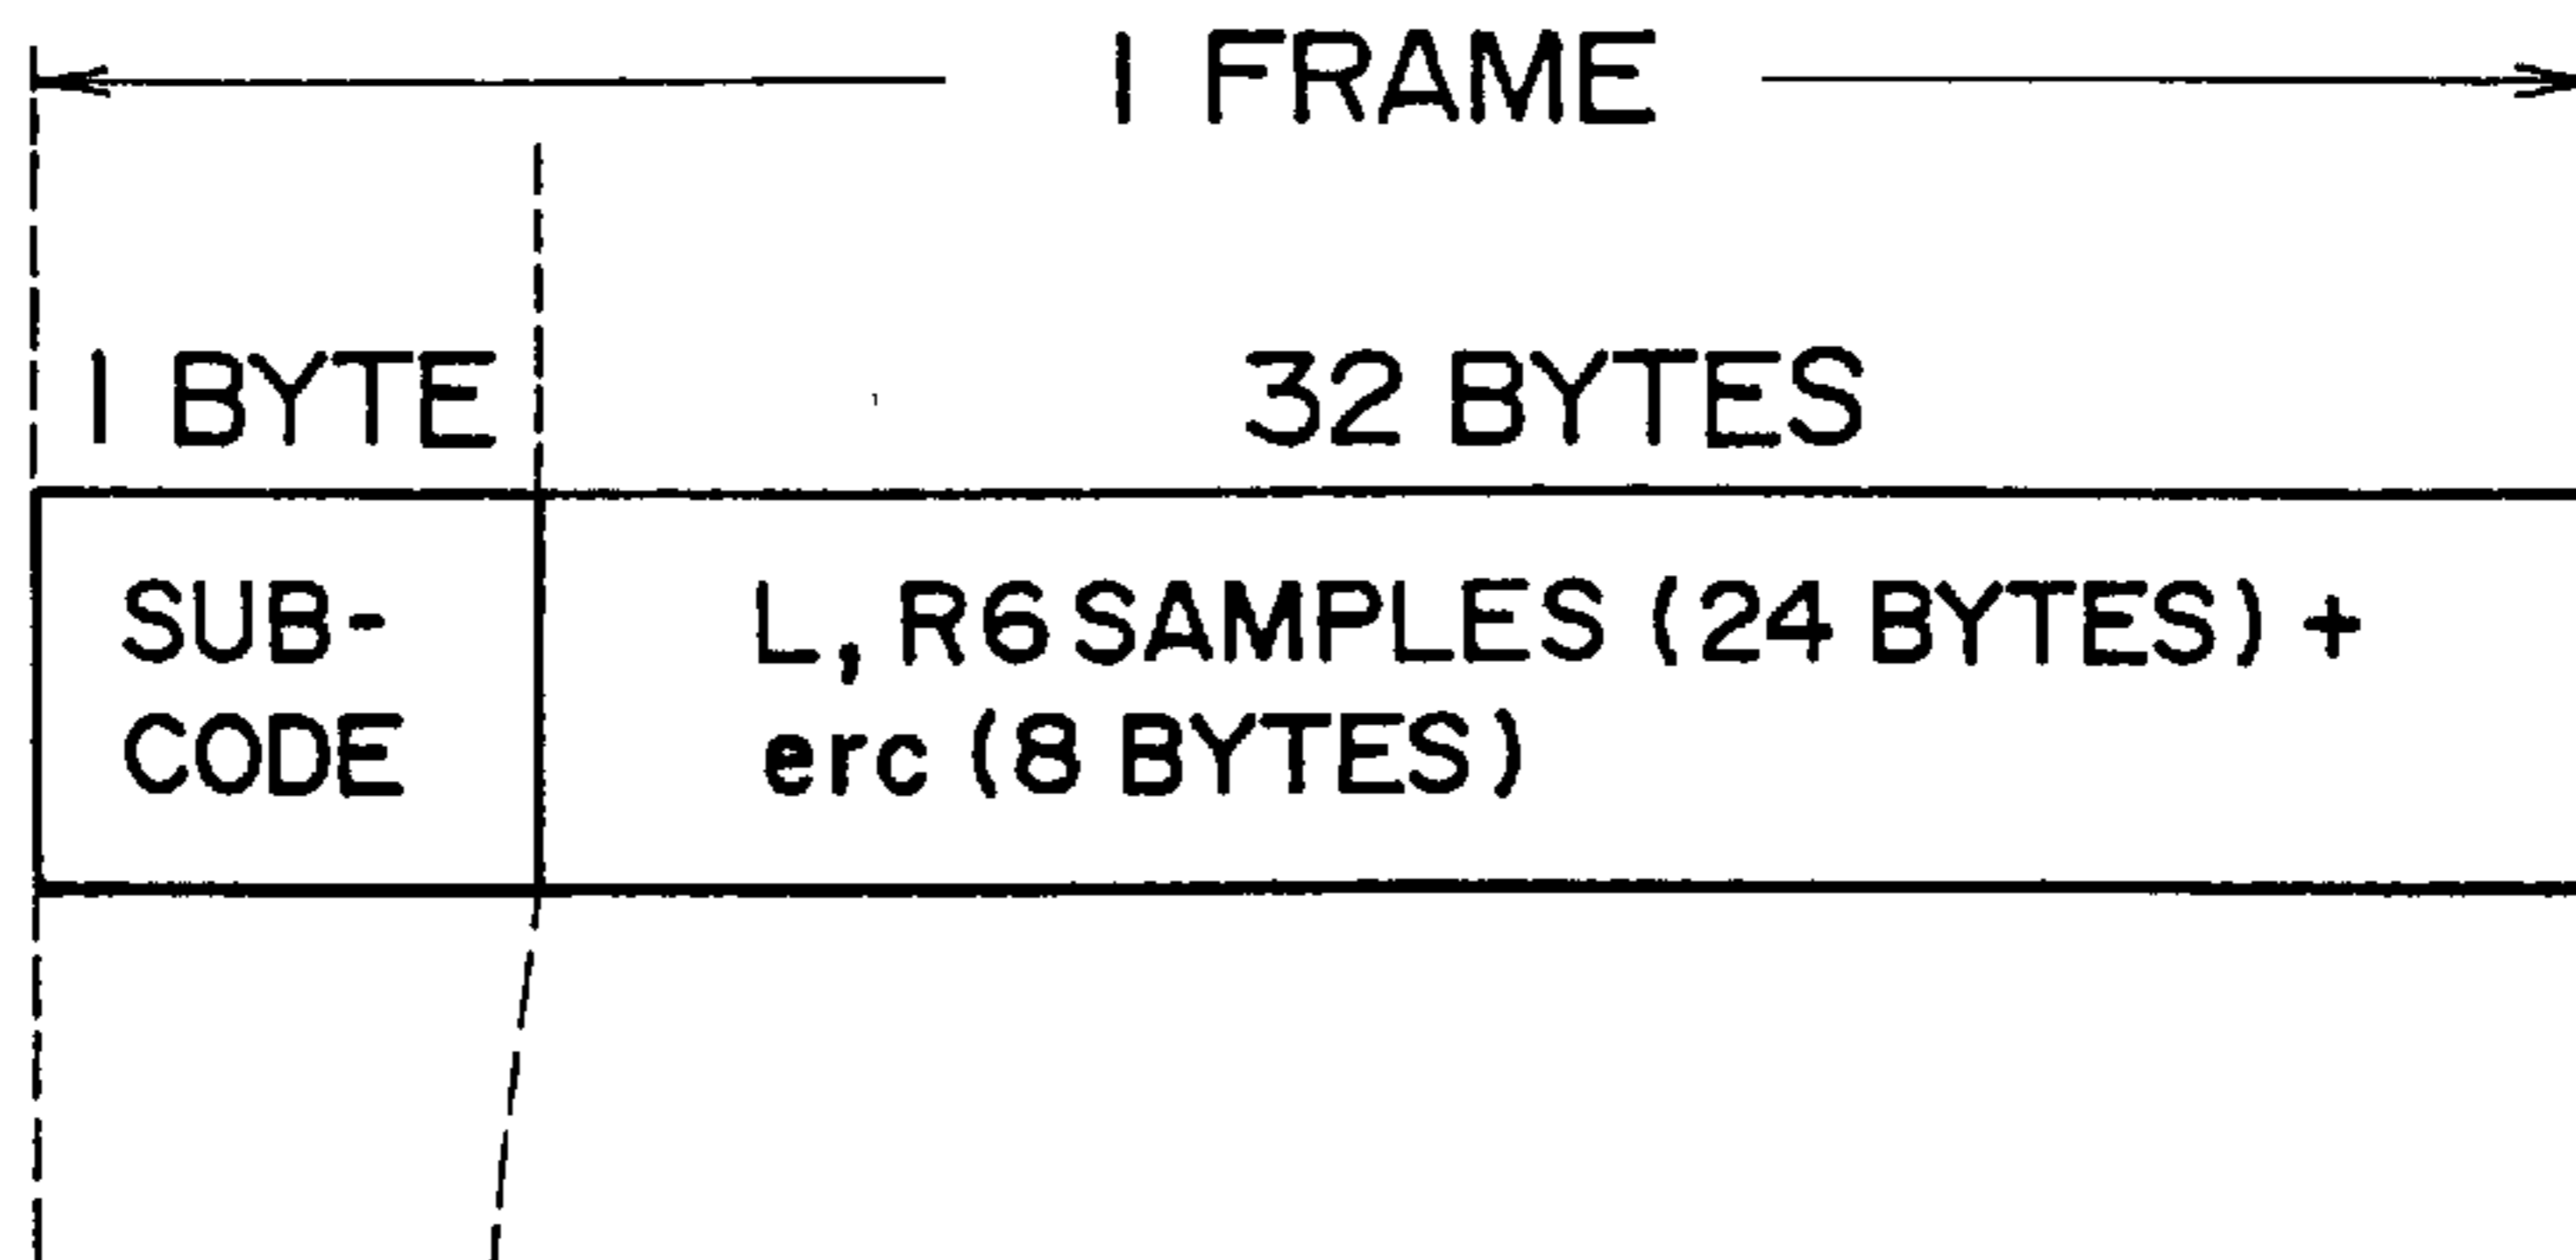 1 FRAME
1 BYTE
32 BYTES
SUB-
CODE
L, R6 SAMPLES (24 BYTES) +
erc (8 BYTES)